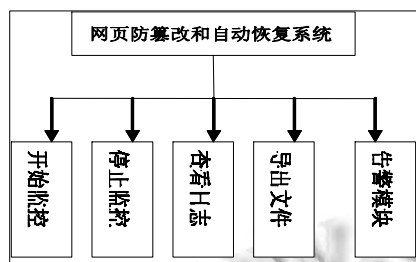 网页防篡改和自动恢复系统
开始监控
停止监控
查看日志
导出文件
告警模块